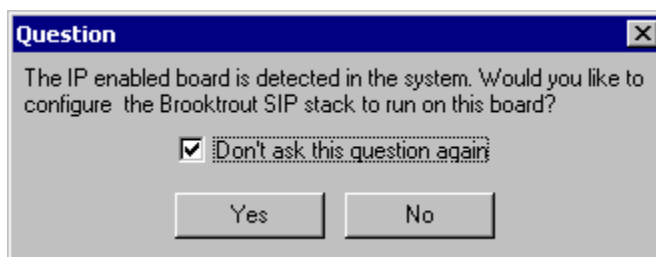 Question
The IP enabled board is detected in the system. Would you like to
configure the Brooktrout SIP stack to run on this board?
Don't ask this question again
Yes No